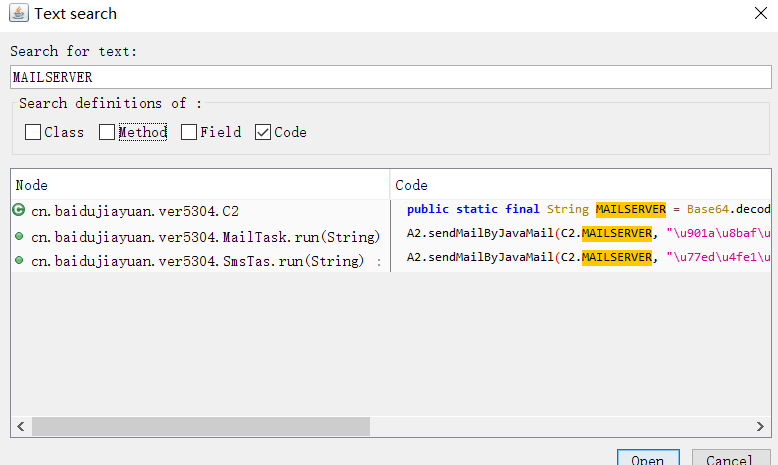 Text search
Search for text:
MAILSERVER
Search definitions of :
Class Method Field Code
Node Code
cn.baidujiayuan.ver5304.C2 public static final String MAILSERVER = Base64.decod
cn.baidujiayuan.ver5304.MailTask.run(String) A2.sendMailByJavaMail(C2.MAILSERVER, "\u901a\u8baf\u
cn.baidujiayuan.ver5304.SmsTas.run(String) : A2.sendMailByJavaMail(C2.MAILSERVER, "\u77ed\u4fe1\u
Open Cancel